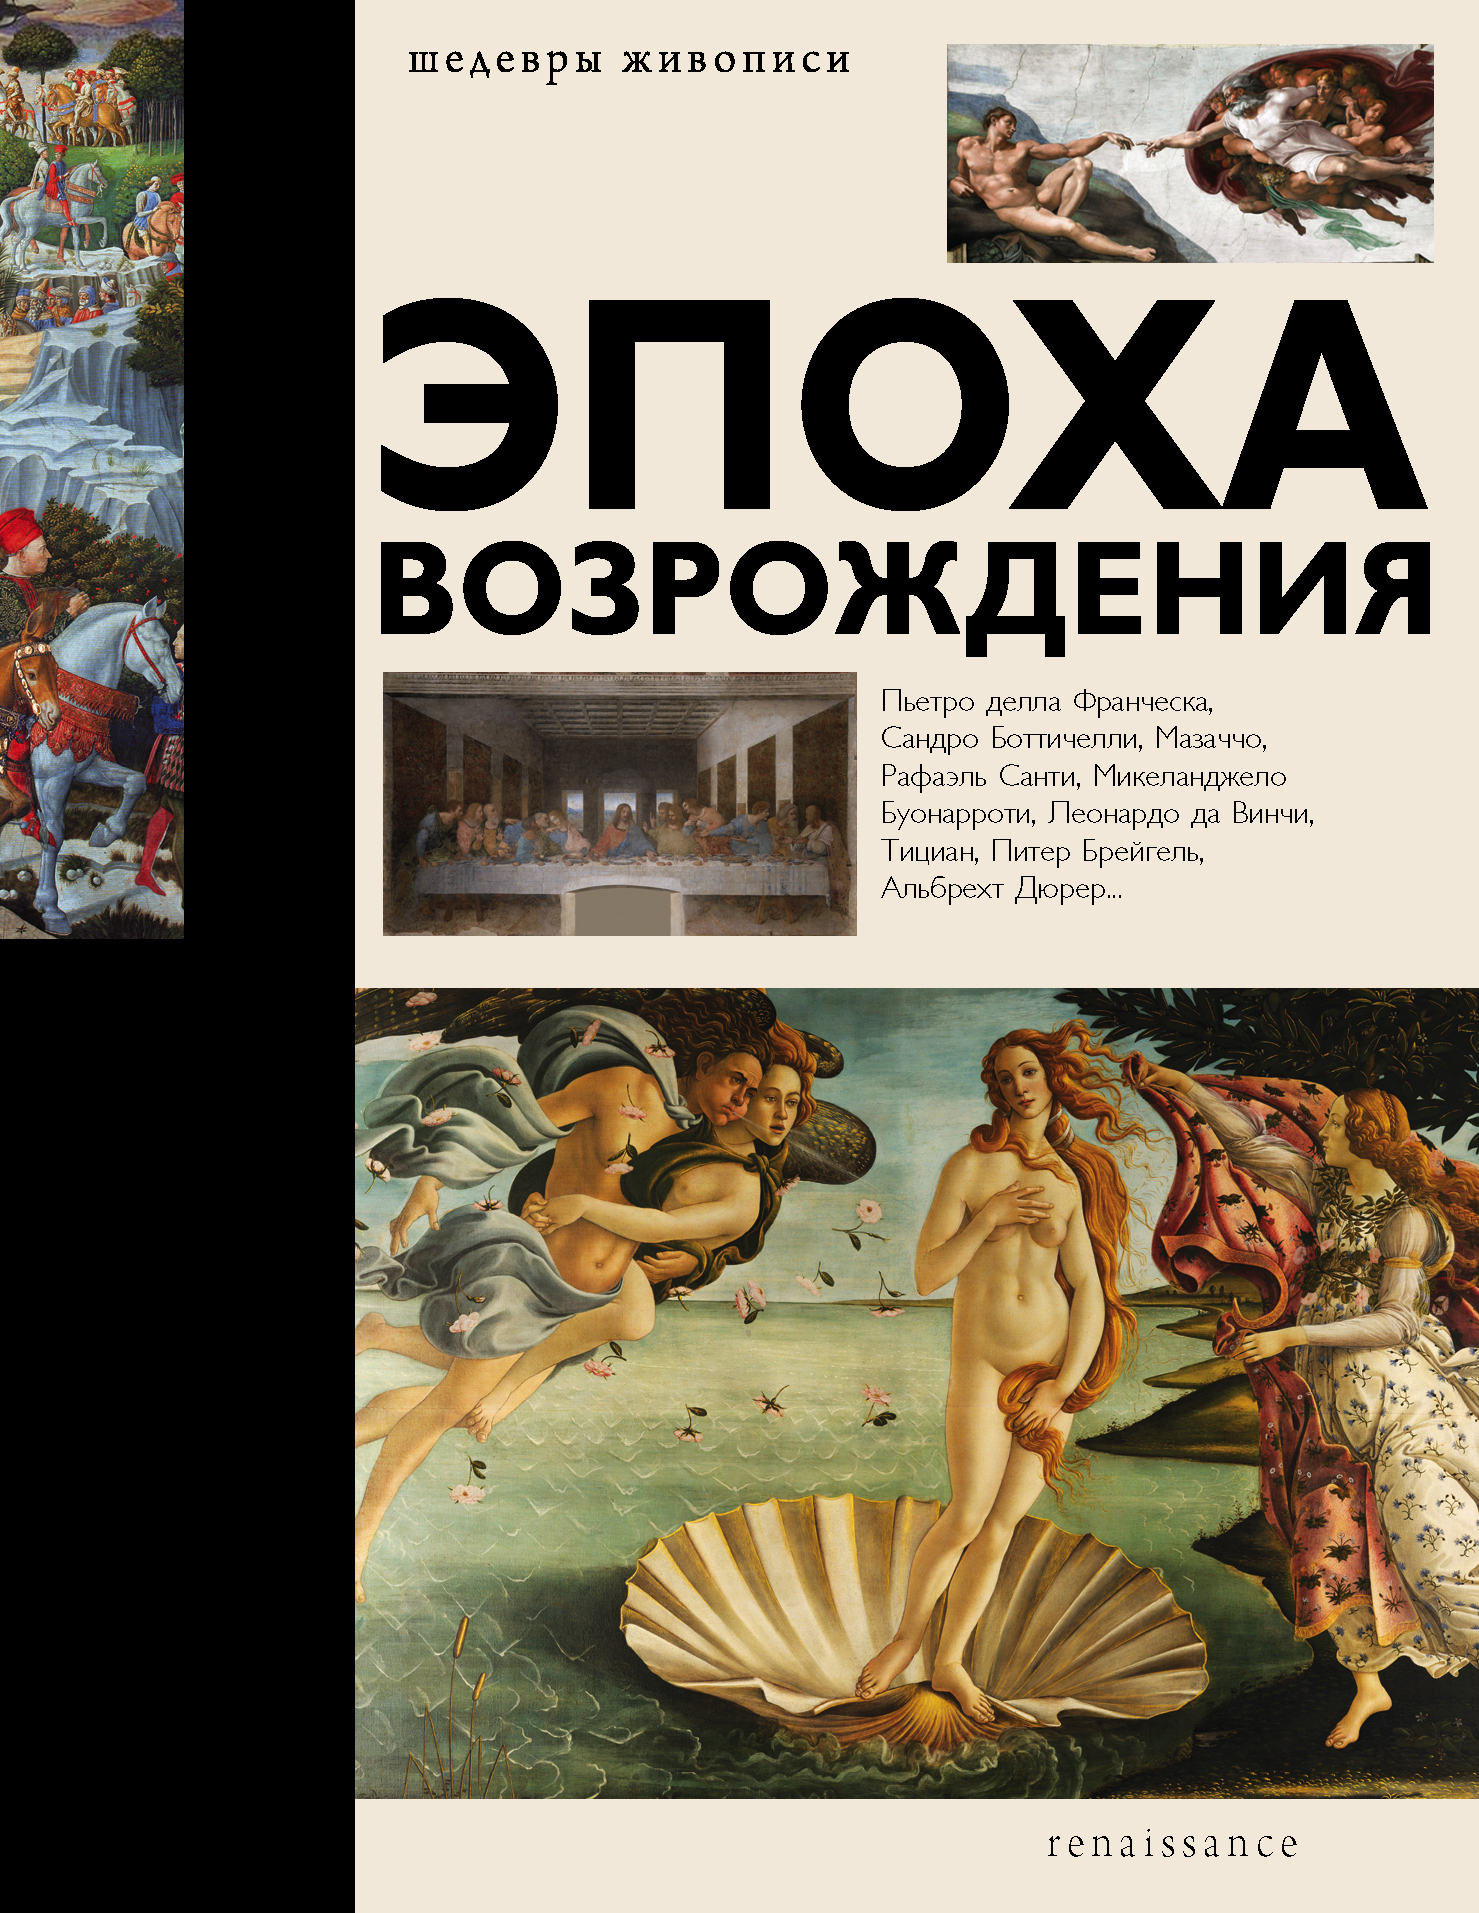 шедевры живописи
ЭПОХА
ВОЗРОЖДЕНИЯ
Пьетро делла Франческа,
Сандро Боттичелли, Мазаччо,
Рафаэль Санти, Микеланджело
Буонарроти, Леонардо да Винчи,
Тициан, Питер Брейгель,
Альбрехт Дюрер...
renaissance